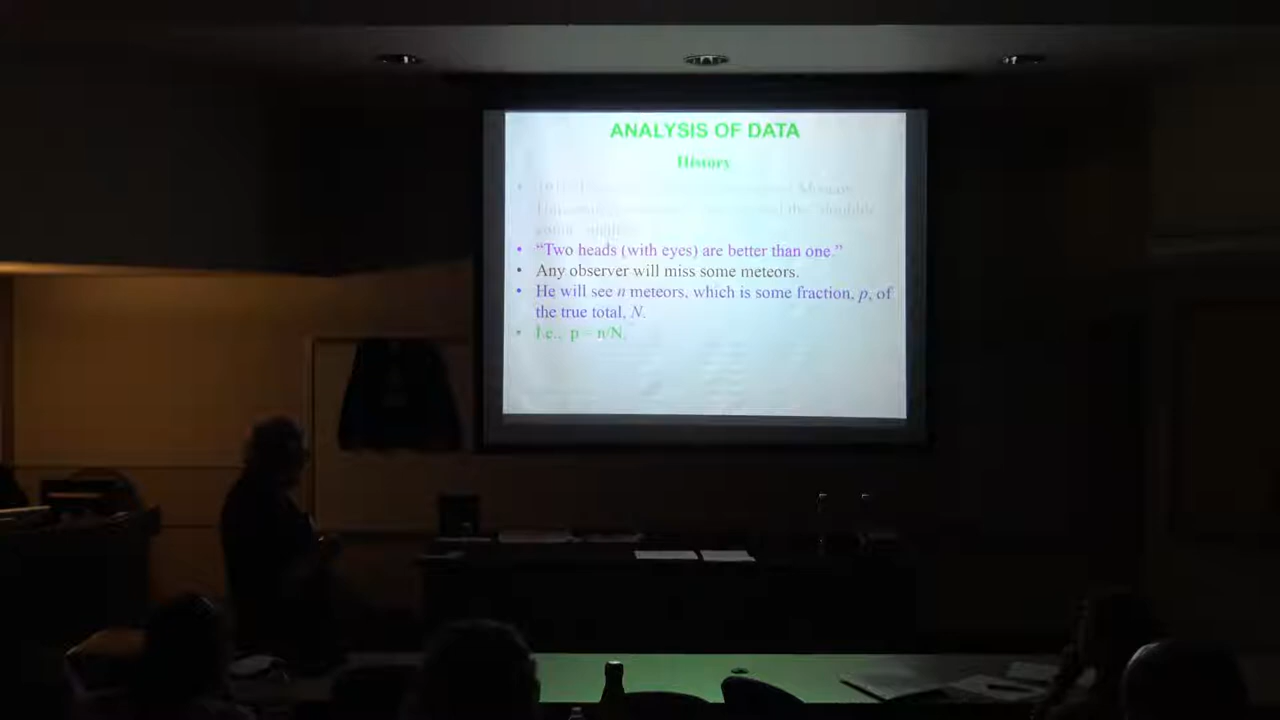 ANALYSIS OF DATA
History
• “Two heads (with eyes) are better than one.”
• Any observer will miss some meteors.
• He will see n meteors, which is some fraction, p, of
the true total, N.
• I.e., p = n/N.